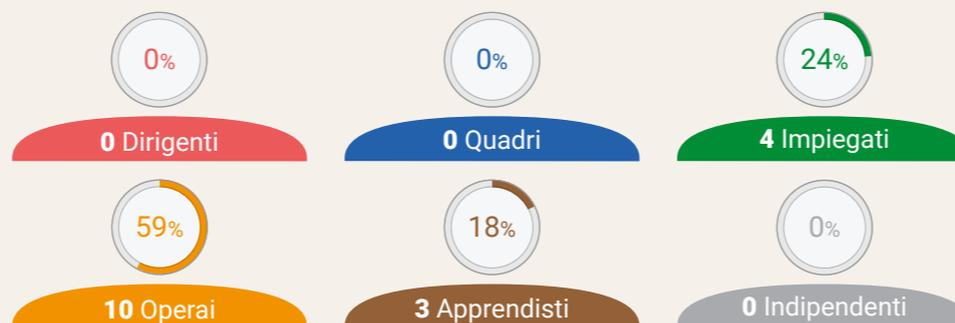 0%
0%
24%
0 Dirigenti
0 Quadri
4 Impiegati
59%
18%
0%
10 Operai
3 Apprendisti
0 Indipendenti